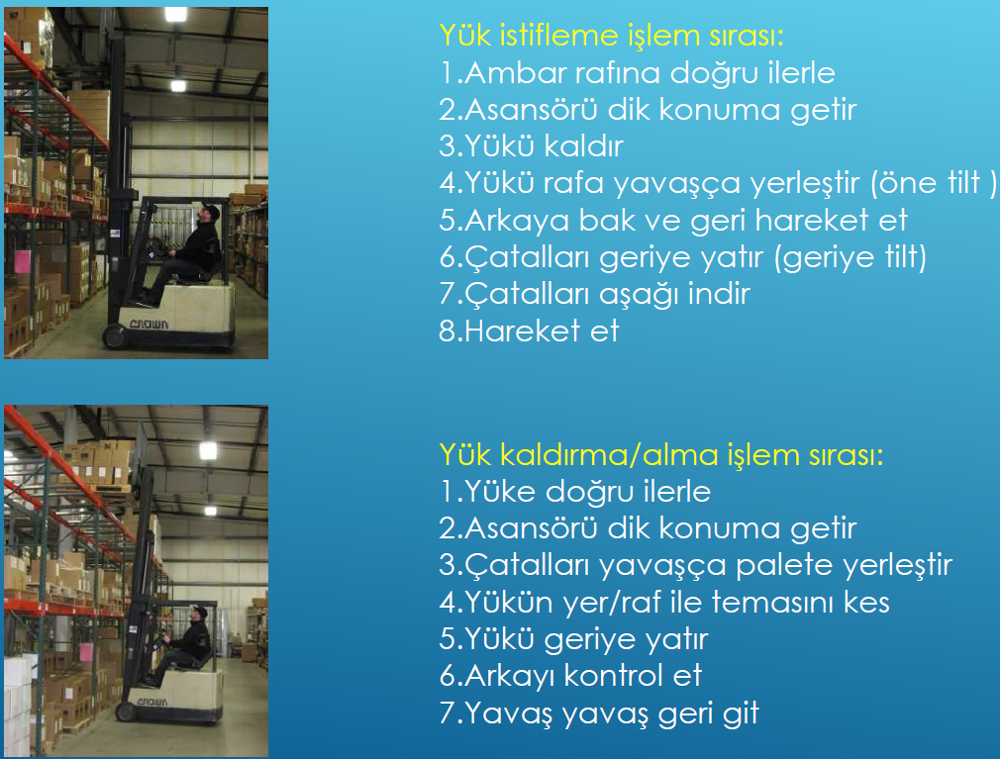 Yük istifleme işlem sırası:
1.Ambar rafına doğru ilerle
2.Asansörü dik konuma getir
3.Yükü kaldır
4.Yükü rafa yavaşça yerleştir (öne tilt )
5.Arkaya bak ve geri hareket et
6.Çatalları geriye yatır (geriye tilt)
7.Çatalları aşağı indir
8.Hareket et
CROWN
Yük kaldırma/alma işlem sırası:
1.Yüke doğru ilerle
2.Asansörü dik konuma getir
3.Çatalları yavaşça palete yerleştir
4.Yükün yer/raf ile temasını kes
5.Yükü geriye yatır
6.Arkayı kontrol et
7.Yavaş yavaş geri git
CROWN